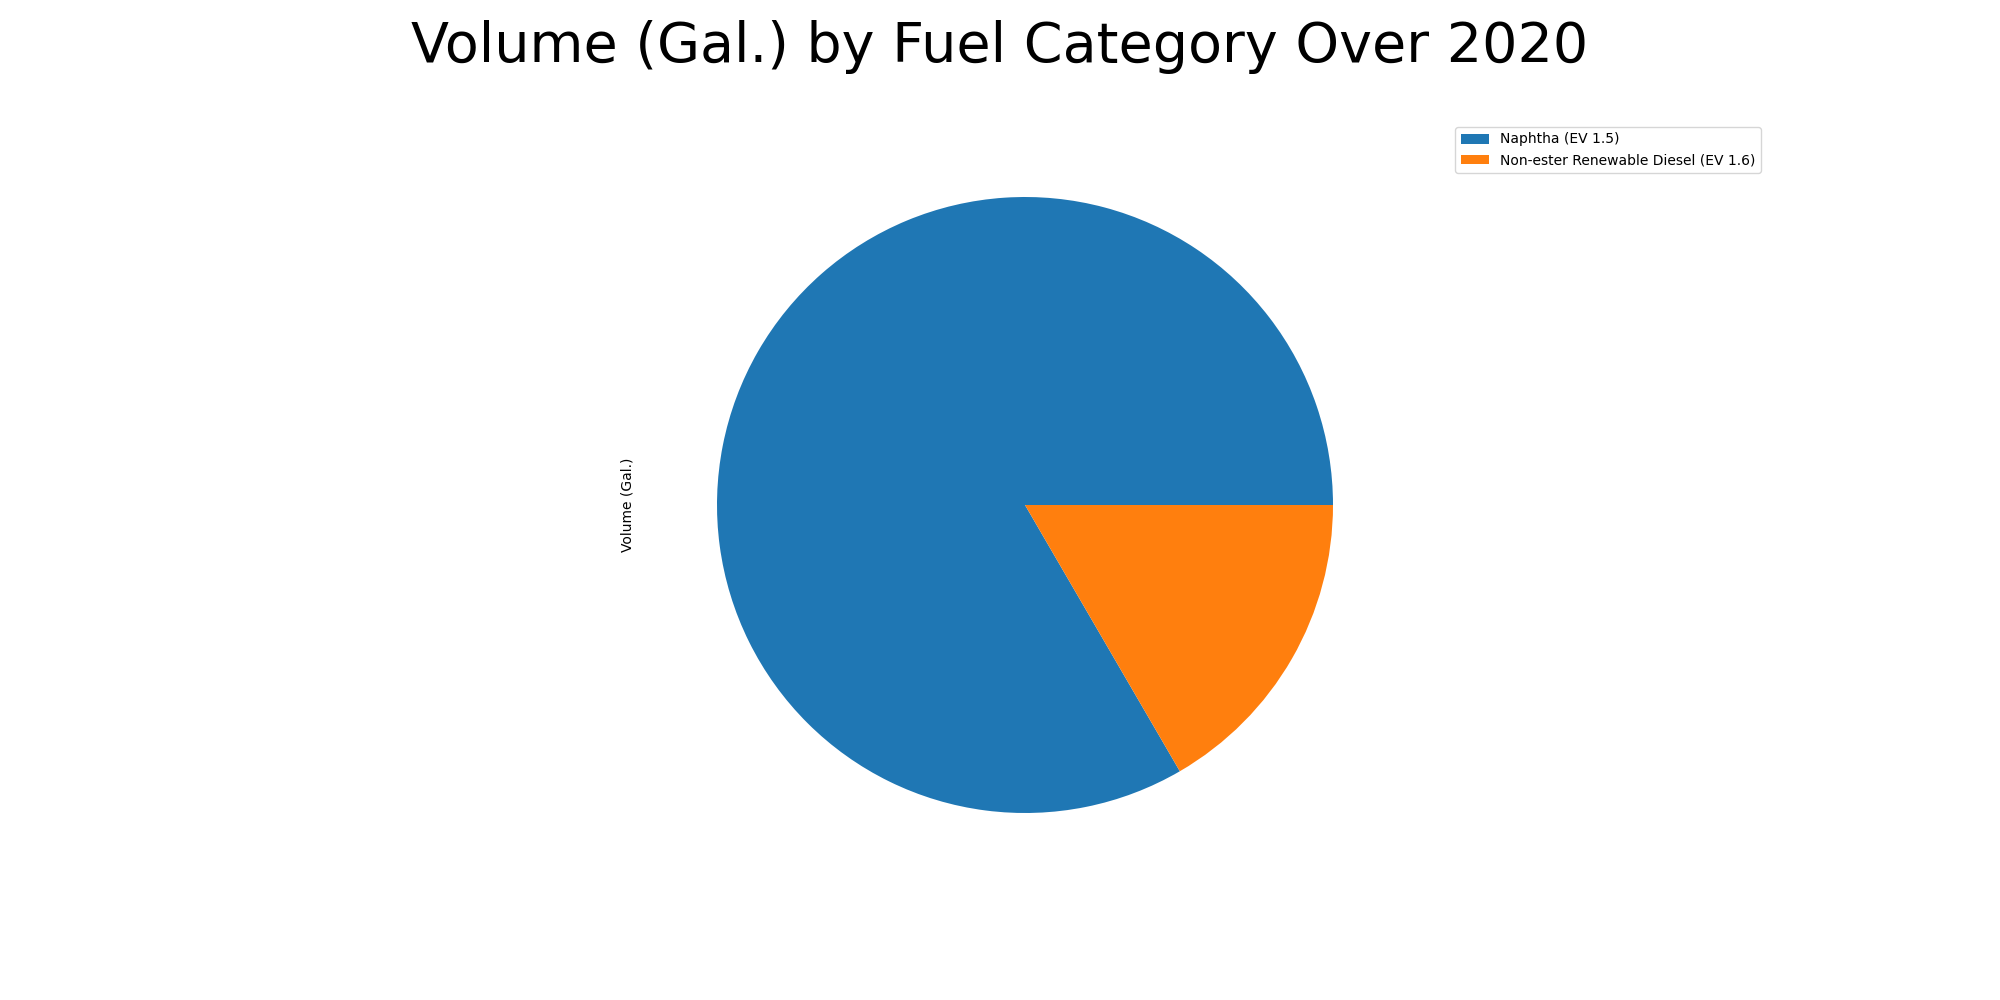 Volume (Gal.) by Fuel Category Over 2020
Naphtha (EV 1.5)
Non-ester Renewable Diesel (EV 1.6)
Volume (Gal.)